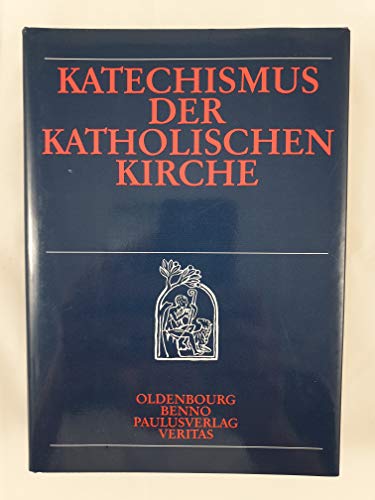 KATECHISMUS
DER
KATHOLISCHEN
KIRCHE
OLDENBOURG
BENNO
PAULUSVERLAG
VERITAS